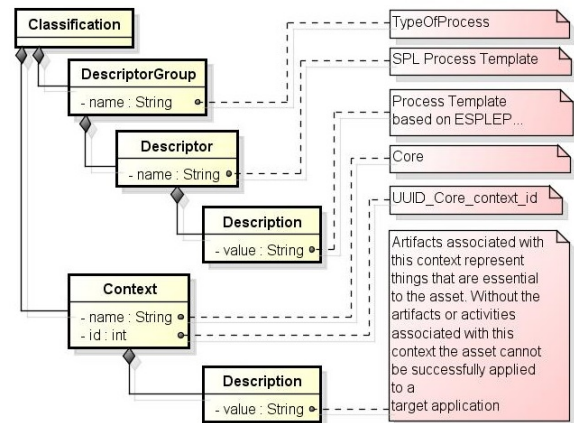 Classification
TypeOfProcess
DescriptorGroup
- name : String
SPL Process Template
Descriptor
- name : String
Process Template
based on ESPLEP...
Core
Description
- value : String
UUID_Core_context_id
Context
- name : String
- id : int
Artifacts associated with
this context represent
things that are essential
to the asset. Without the
artifacts or activities
associated with this
context the asset cannot
be successfully applied
to a
target application
Description
- value : String